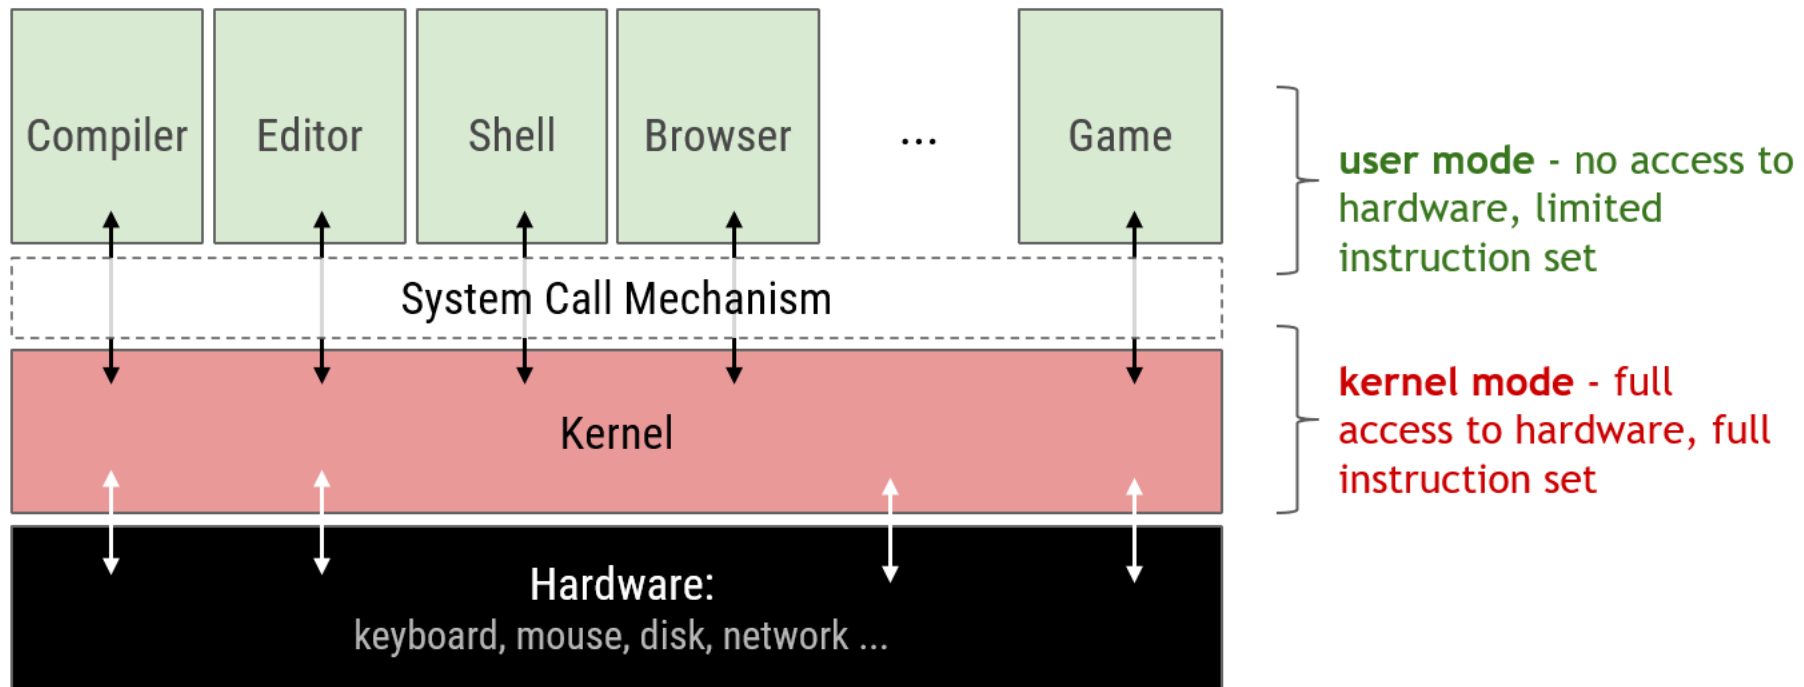 Compiler
Editor
Shell
Browser
...
Game
user mode - no access to
hardware, limited
instruction set
System Call Mechanism
Kernel
kernel mode - full
access to hardware, full
instruction set
Hardware:
keyboard, mouse, disk, network ...